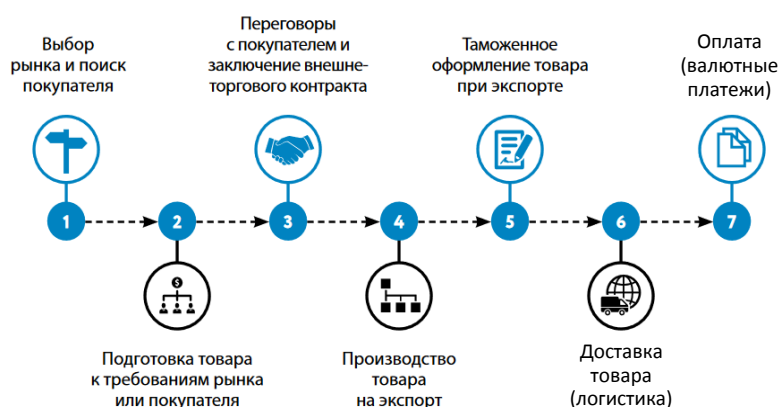 Выбор
рынка и поиск
покупателя
1
Подготовка товара
к требованиям рынка
или покупателя
2
Переговоры
с покупателем и
заключение внешне-
торгового контракта
3
Производство
товара
на экспорт
4
Таможенное
оформление товара
при экспорте
5
Доставка
товара
(логистика)
6
Оплата
(валютные
платежи)
7
$